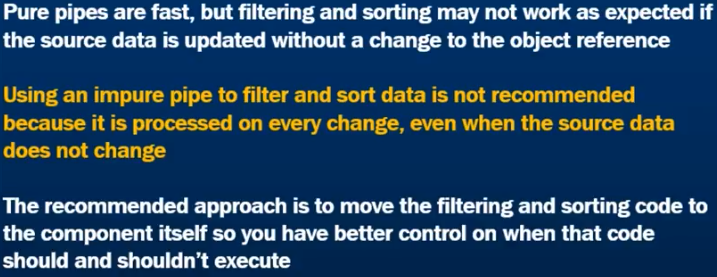 Pure pipes are fast, but filtering and sorting may not work as expected if
the source data is updated without a change to the object reference
Using an impure pipe to filter and sort data is not recommended
because it is processed on every change, even when the source data
does not change
The recommended approach is to move the filtering and sorting code to
the component itself so you have better control on when that code
should and shouldn't execute